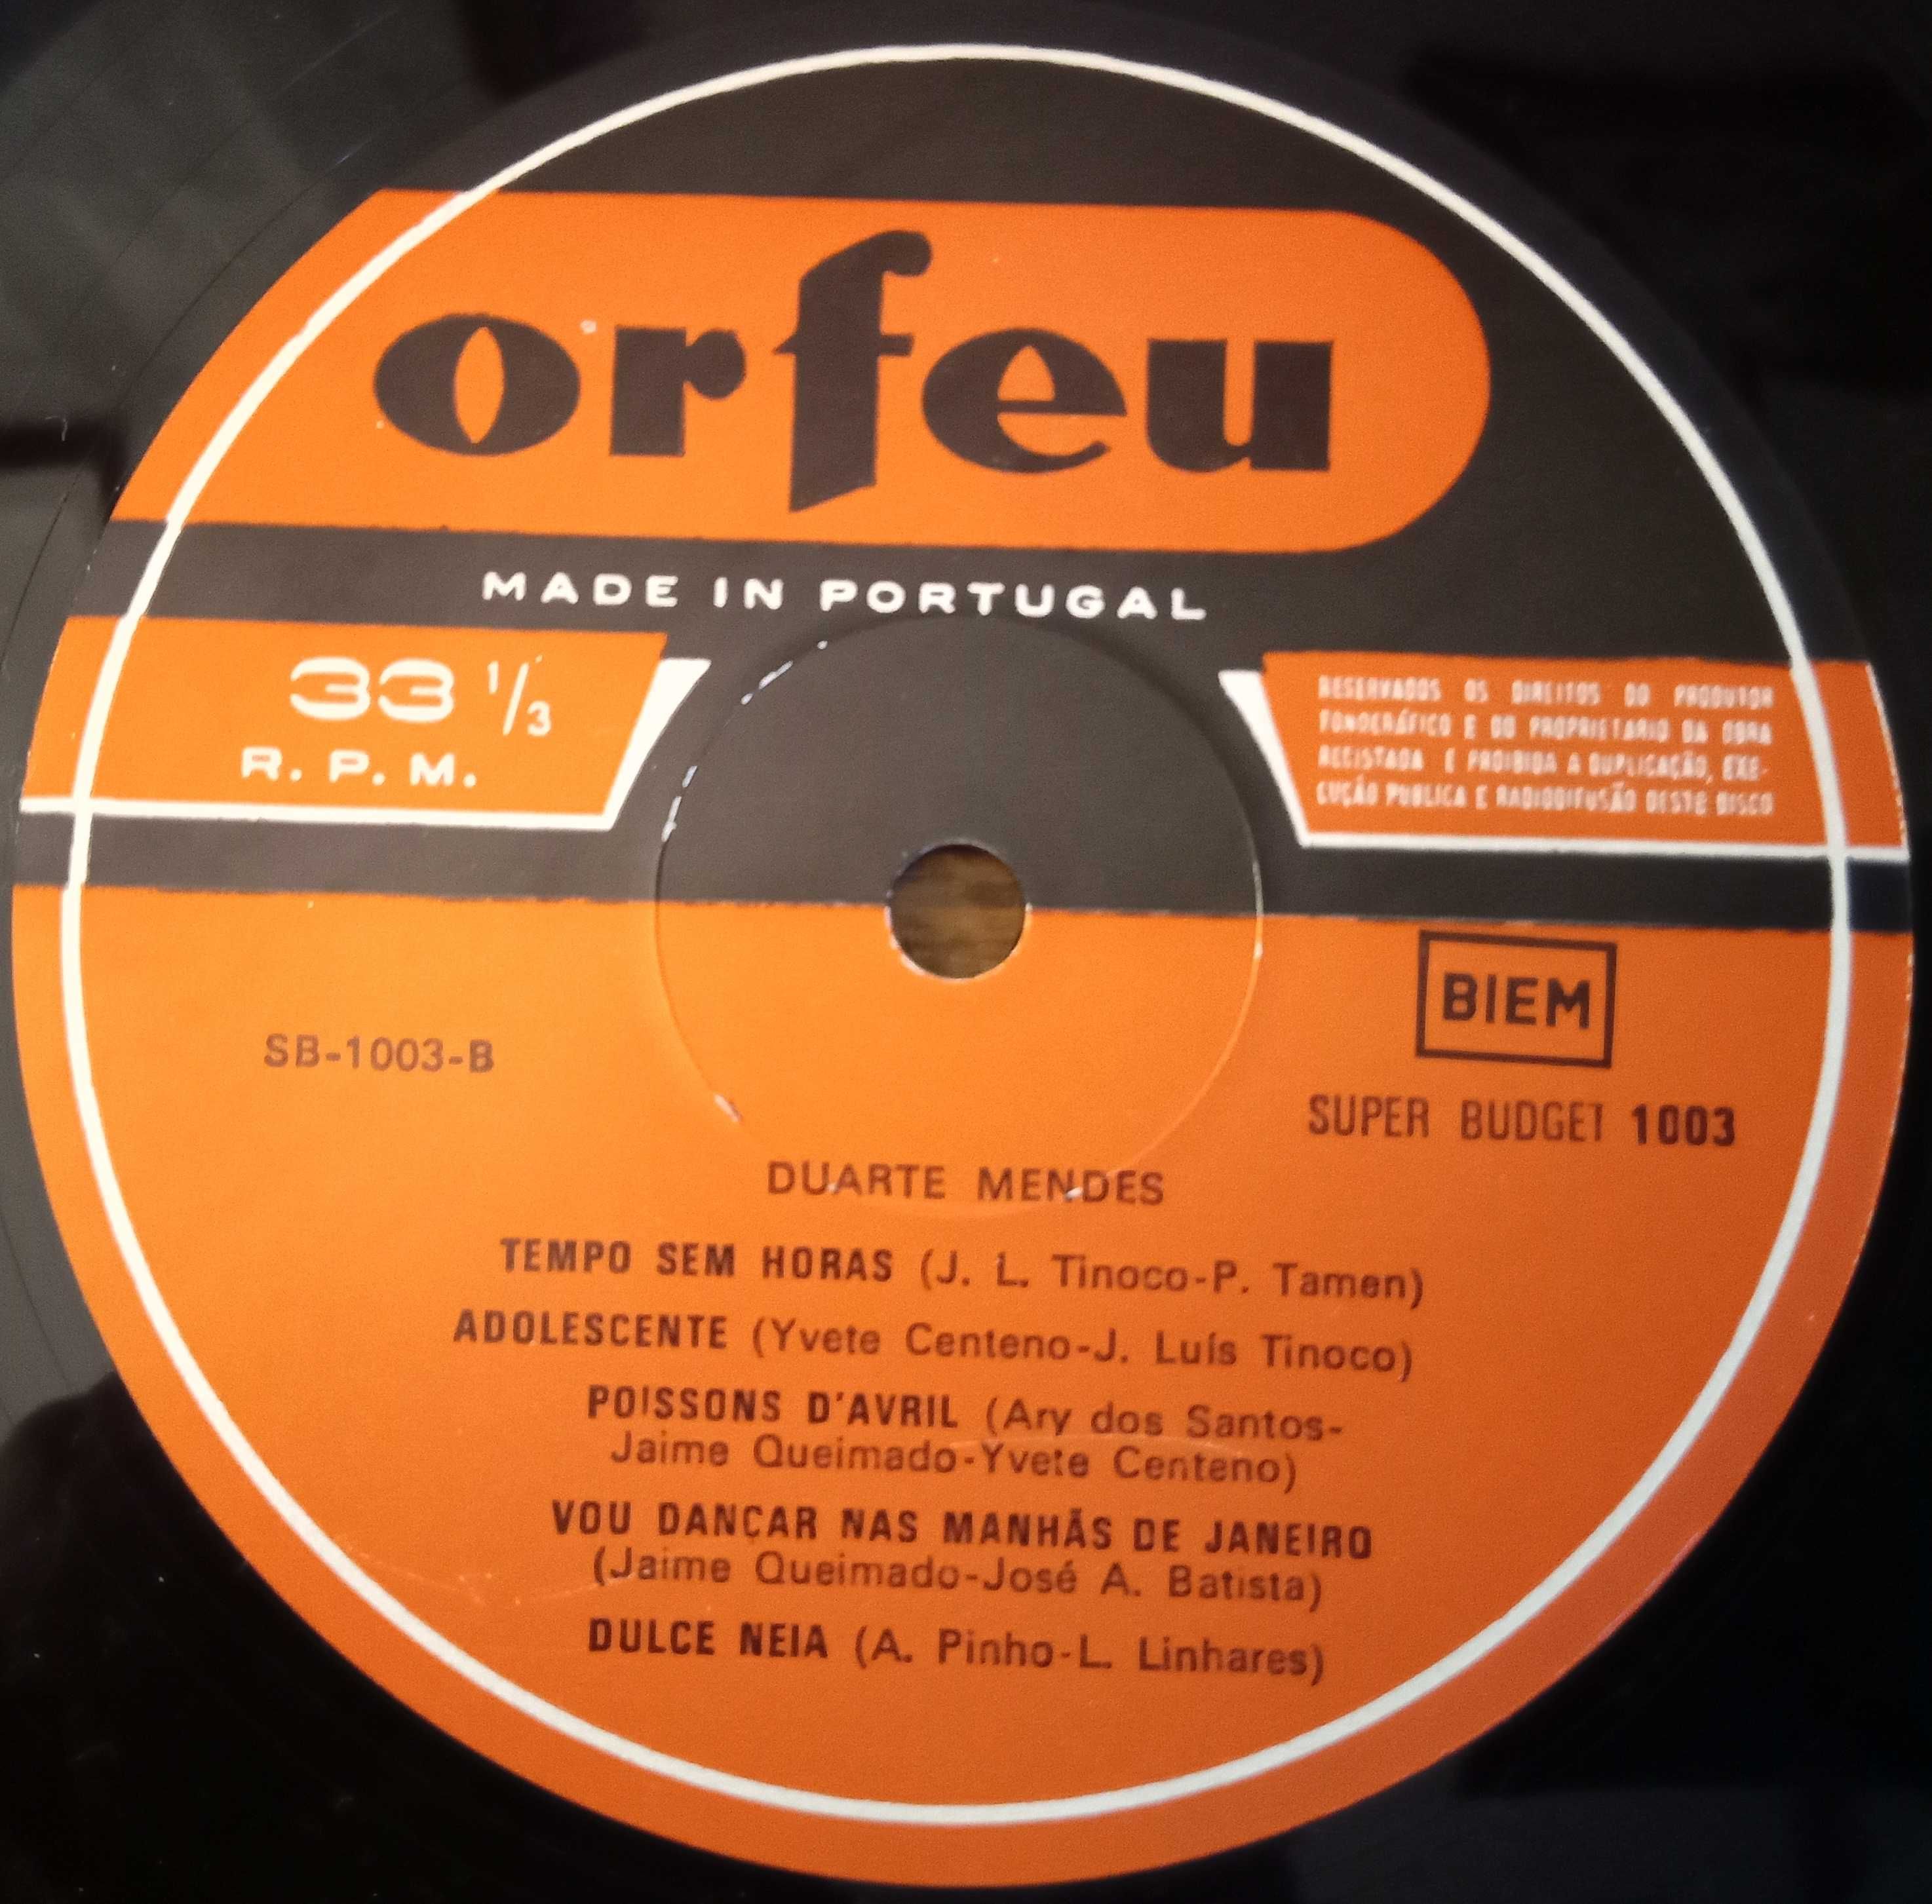 orfeu
MADE IN PORTUGAL
33 1/3
R. P. M.
RESERVADOS OS DIREITOS DO PRODUTOR
FONOGRÁFICO E DO PROPRIETARIO DA OBRA
REGISTADA E PROIBIDA A DUPLICAÇÃO, EXE-
CUÇÃO PUBLICA E RADIODIFUSÃO DESTE DISCO
BIEM
SB-1003-B
SUPER BUDGET 1003
DUARTE MENDES
TEMPO SEM HORAS (J. L. Tinoco-P. Tamen)
ADOLESCENTE (Yvete Centeno-J. Luís Tinoco)
POISSONS D'AVRIL (Ary dos Santos-
Jaime Queimado-Yvete Centeno)
VOU DANÇAR NAS MANHÃS DE JANEIRO
(Jaime Queimado-José A. Batista)
DULCE NEIA (A. Pinho-L. Linhares)